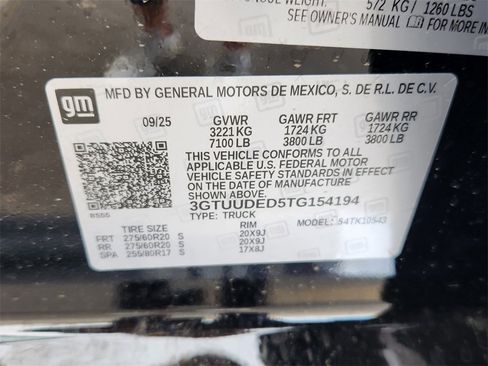 572 KG / 1260 LBS
SEE OWNER'S MANUAL FOR MORE IN
gm
MFD BY GENERAL MOTORS DE MEXICO, S. DE R.L. DE C.V.
09/25 GVWR GAWR FRT GAWR RR
3221 KG 1724 KG 1724 KG
7100 LB 3800 LB 3800 LB
THIS VEHICLE CONFORMS TO ALL
APPLICABLE U.S. FEDERAL MOTOR
VEHICLE SAFETY STANDARDS IN EFFECT
ON THE DATE OF MANUFACTURE SHOWN ABOVE.
3GTUUDED5TG154194
TYPE: TRUCK MODEL: 54TK10543
TIRE SIZE RIM
FRT 275/60R20 S 20X9J
RR 275/60R20 S 20X9J
SPA 255/80R17 S 17X8J